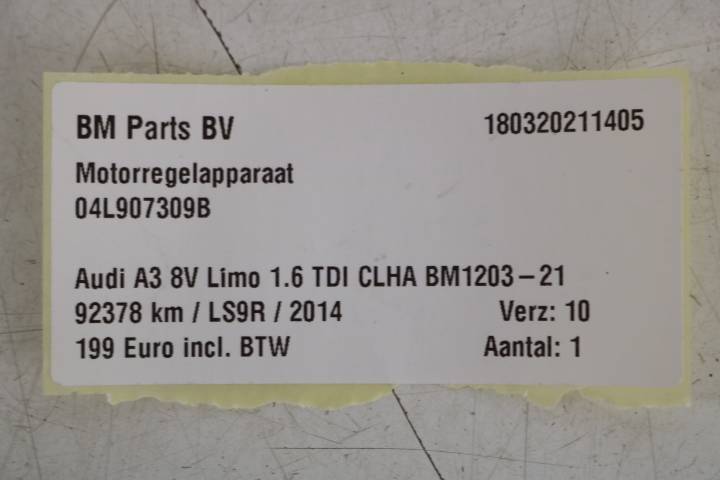 BM Parts BV 180320211405
Motorregelapparaat
04L907309B
Audi A3 8V Limo 1.6 TDI CLHA BM1203-21
92378 km / LS9R / 2014 Verz: 10
199 Euro incl. BTW Aantal: 1